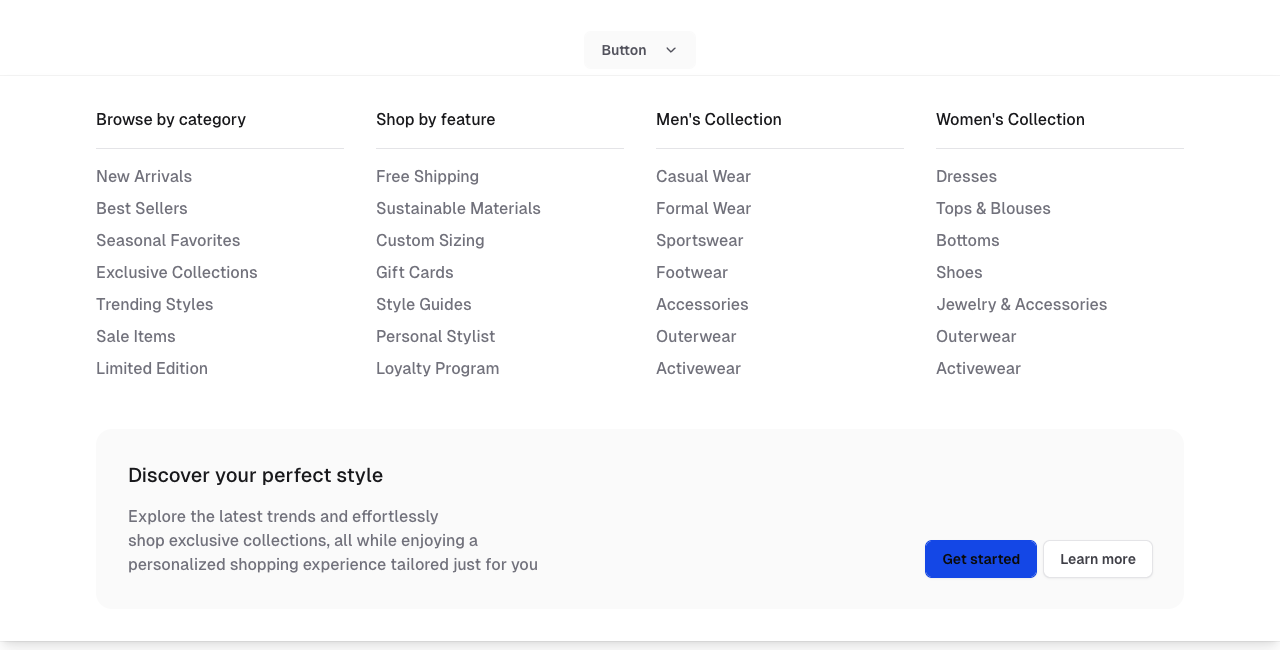 Button
Browse by category
New Arrivals
Best Sellers
Seasonal Favorites
Exclusive Collections
Trending Styles
Sale Items
Limited Edition
Shop by feature
Free Shipping
Sustainable Materials
Custom Sizing
Gift Cards
Style Guides
Personal Stylist
Loyalty Program
Men's Collection
Casual Wear
Formal Wear
Sportswear
Footwear
Accessories
Outerwear
Activewear
Women's Collection
Dresses
Tops & Blouses
Bottoms
Shoes
Jewelry & Accessories
Outerwear
Activewear
Discover your perfect style
Explore the latest trends and effortlessly
shop exclusive collections, all while enjoying a
personalized shopping experience tailored just for you
Get started
Learn more